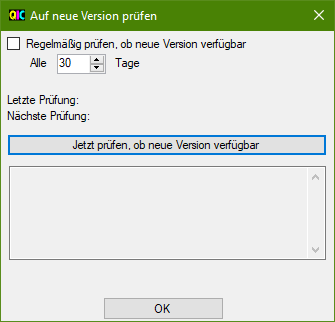 QIC Auf neue Version prüfen
Regelmäßig prüfen, ob neue Version verfügbar
Alle 30 Tage
Letzte Prüfung:
Nächste Prüfung:
Jetzt prüfen, ob neue Version verfügbar
OK